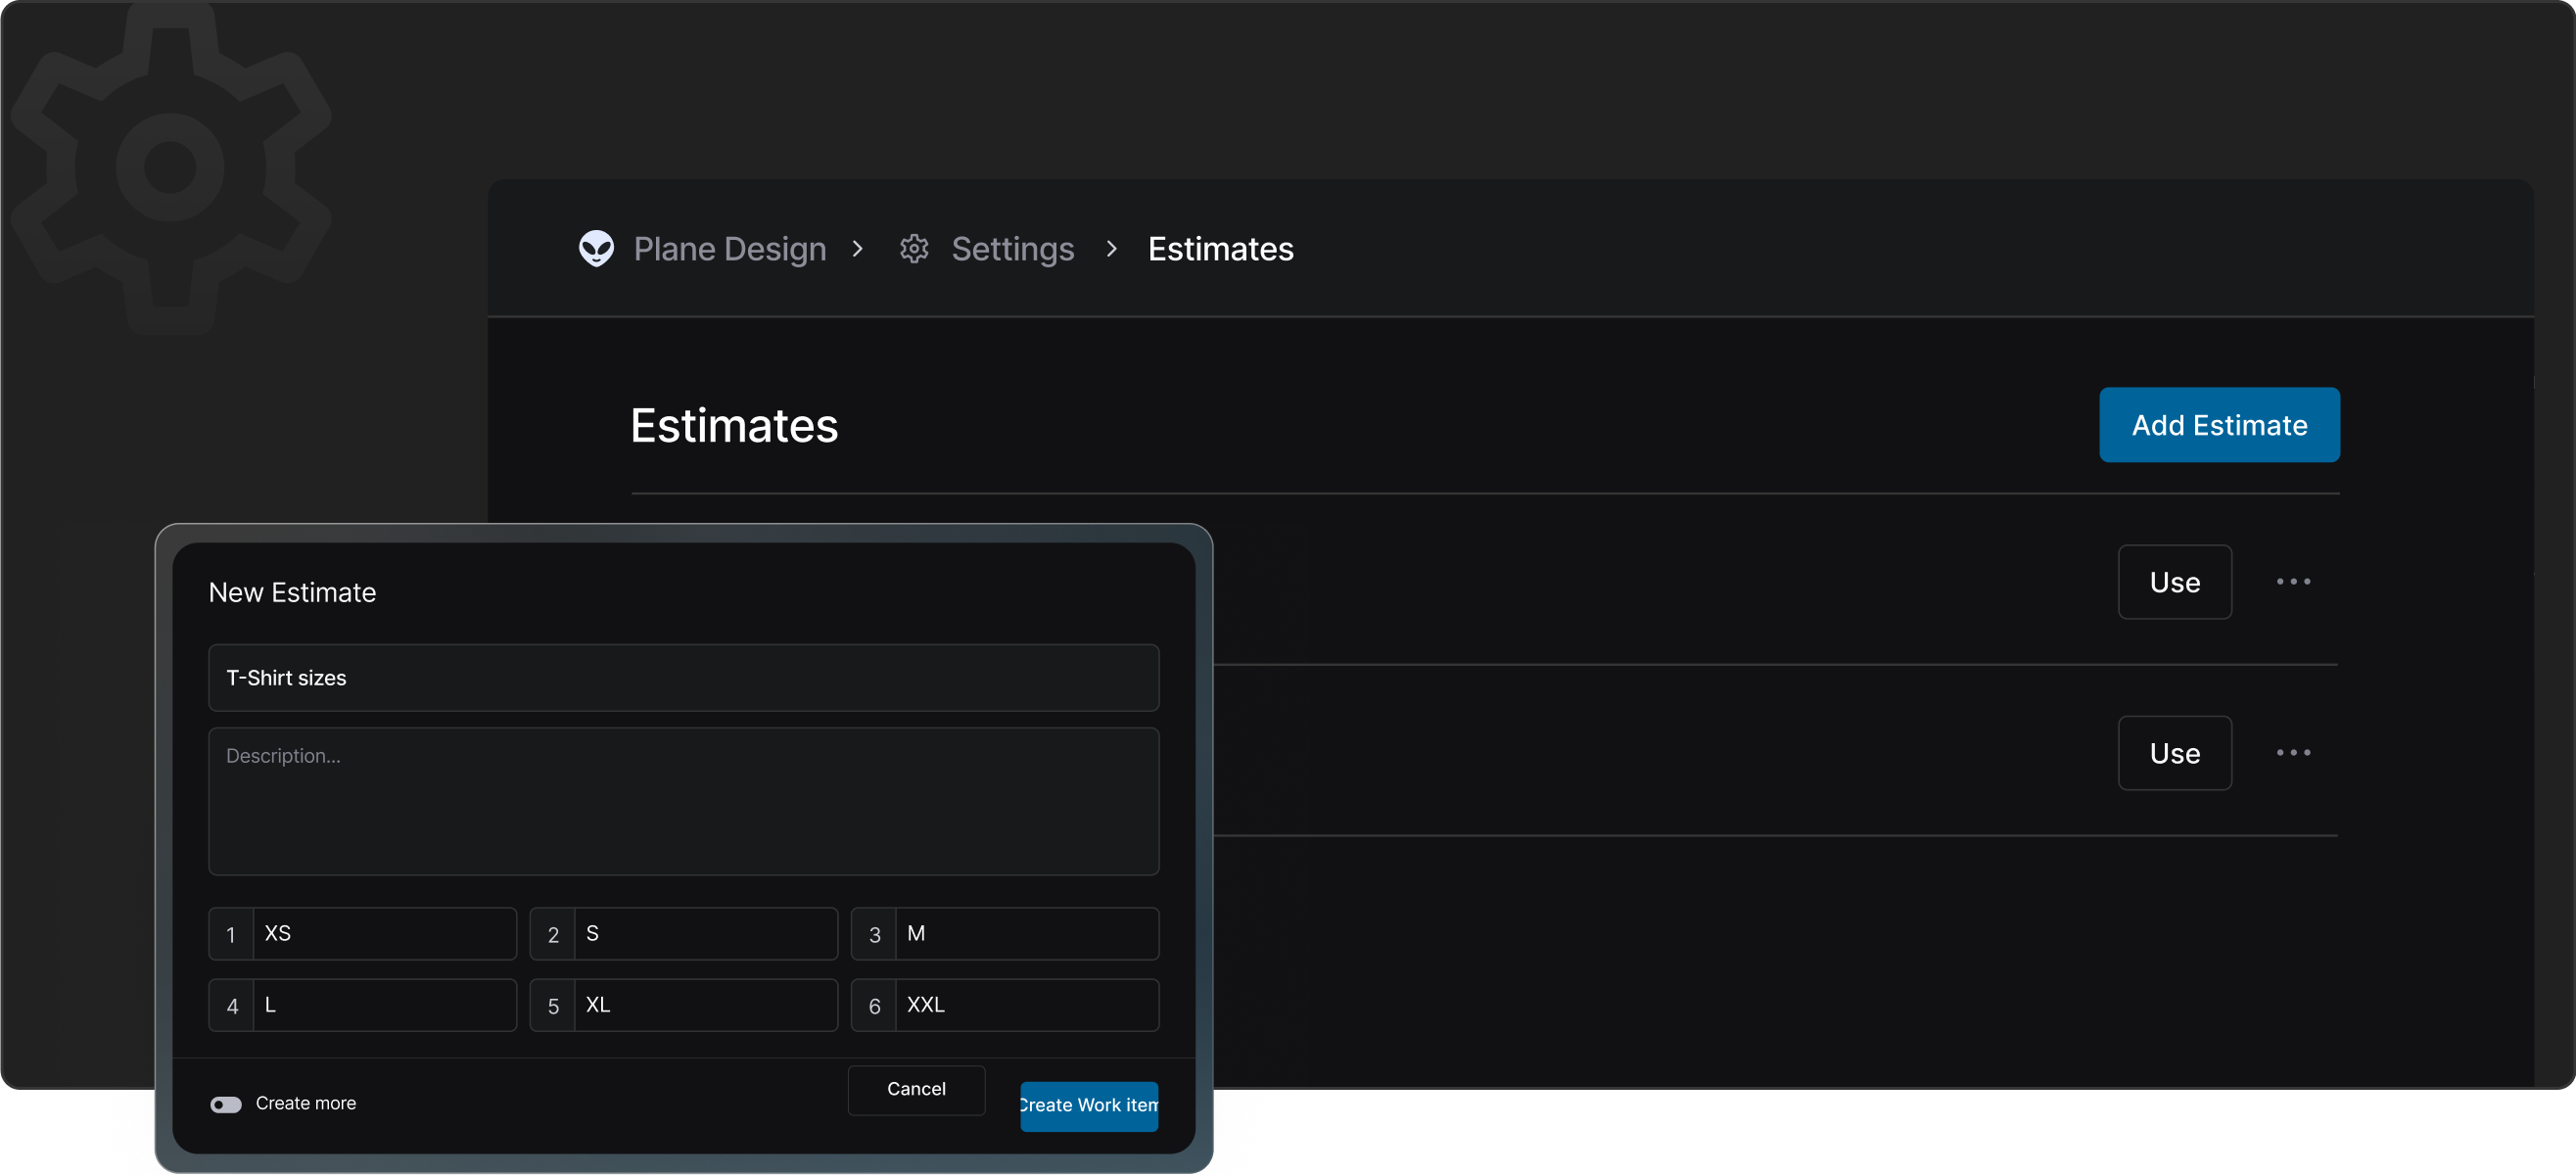 Plane Design > Settings > Estimates
Estimates
Add Estimate
Use
Use
New Estimate
T-Shirt sizes
Description...
1 XS 2 S 3 M
4 L 5 XL 6 XXL
Create more Cancel Create Work item